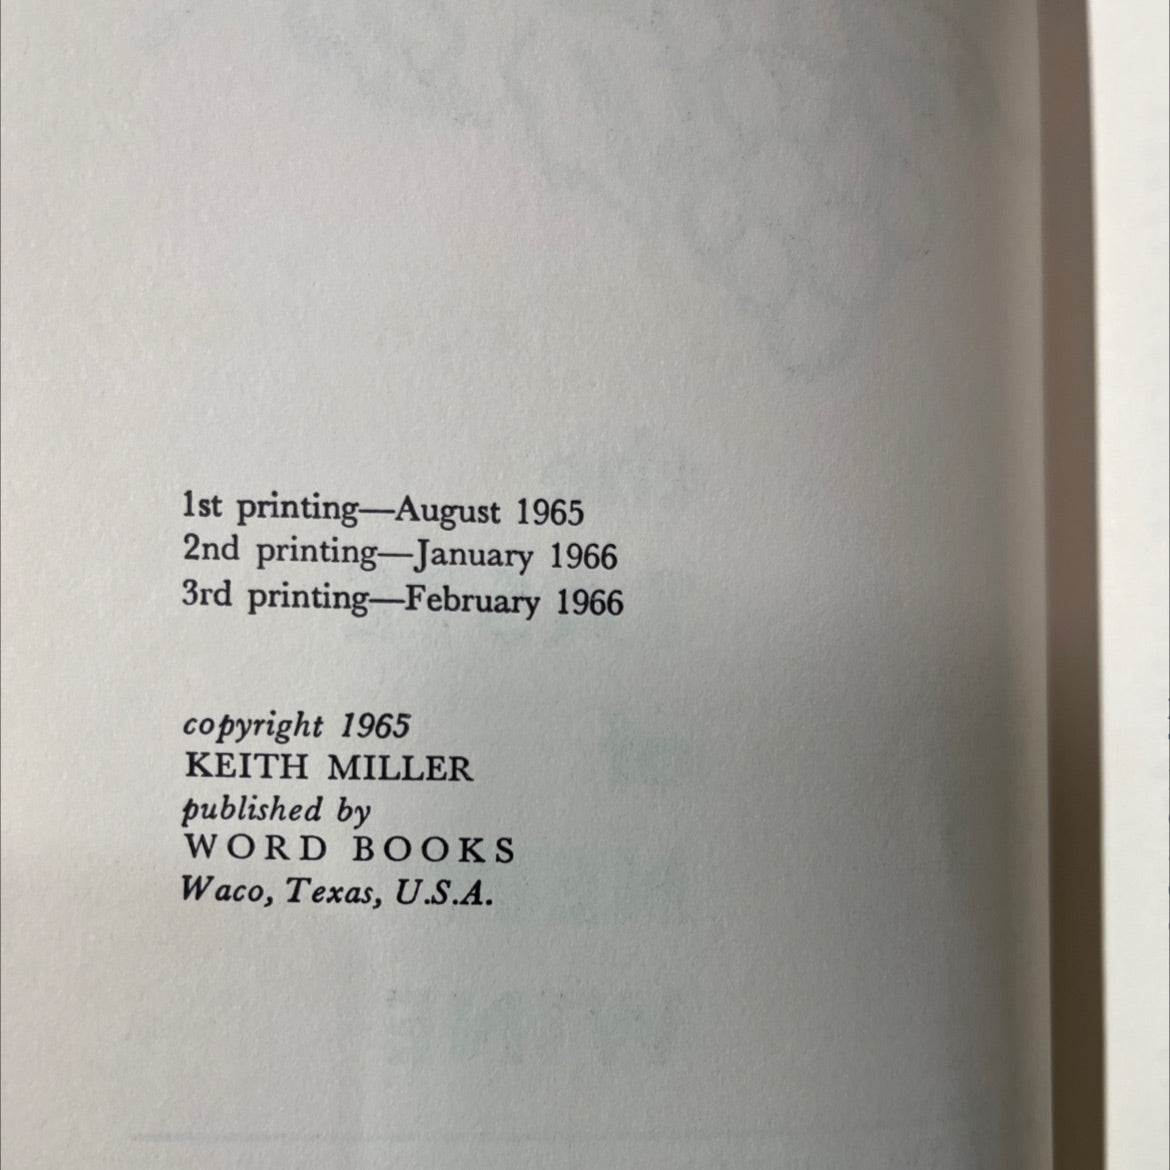 1st printing—August 1965
2nd printing—January 1966
3rd printing—February 1966
copyright 1965
KEITH MILLER
published by
WORD BOOKS
Waco, Texas, U.S.A.